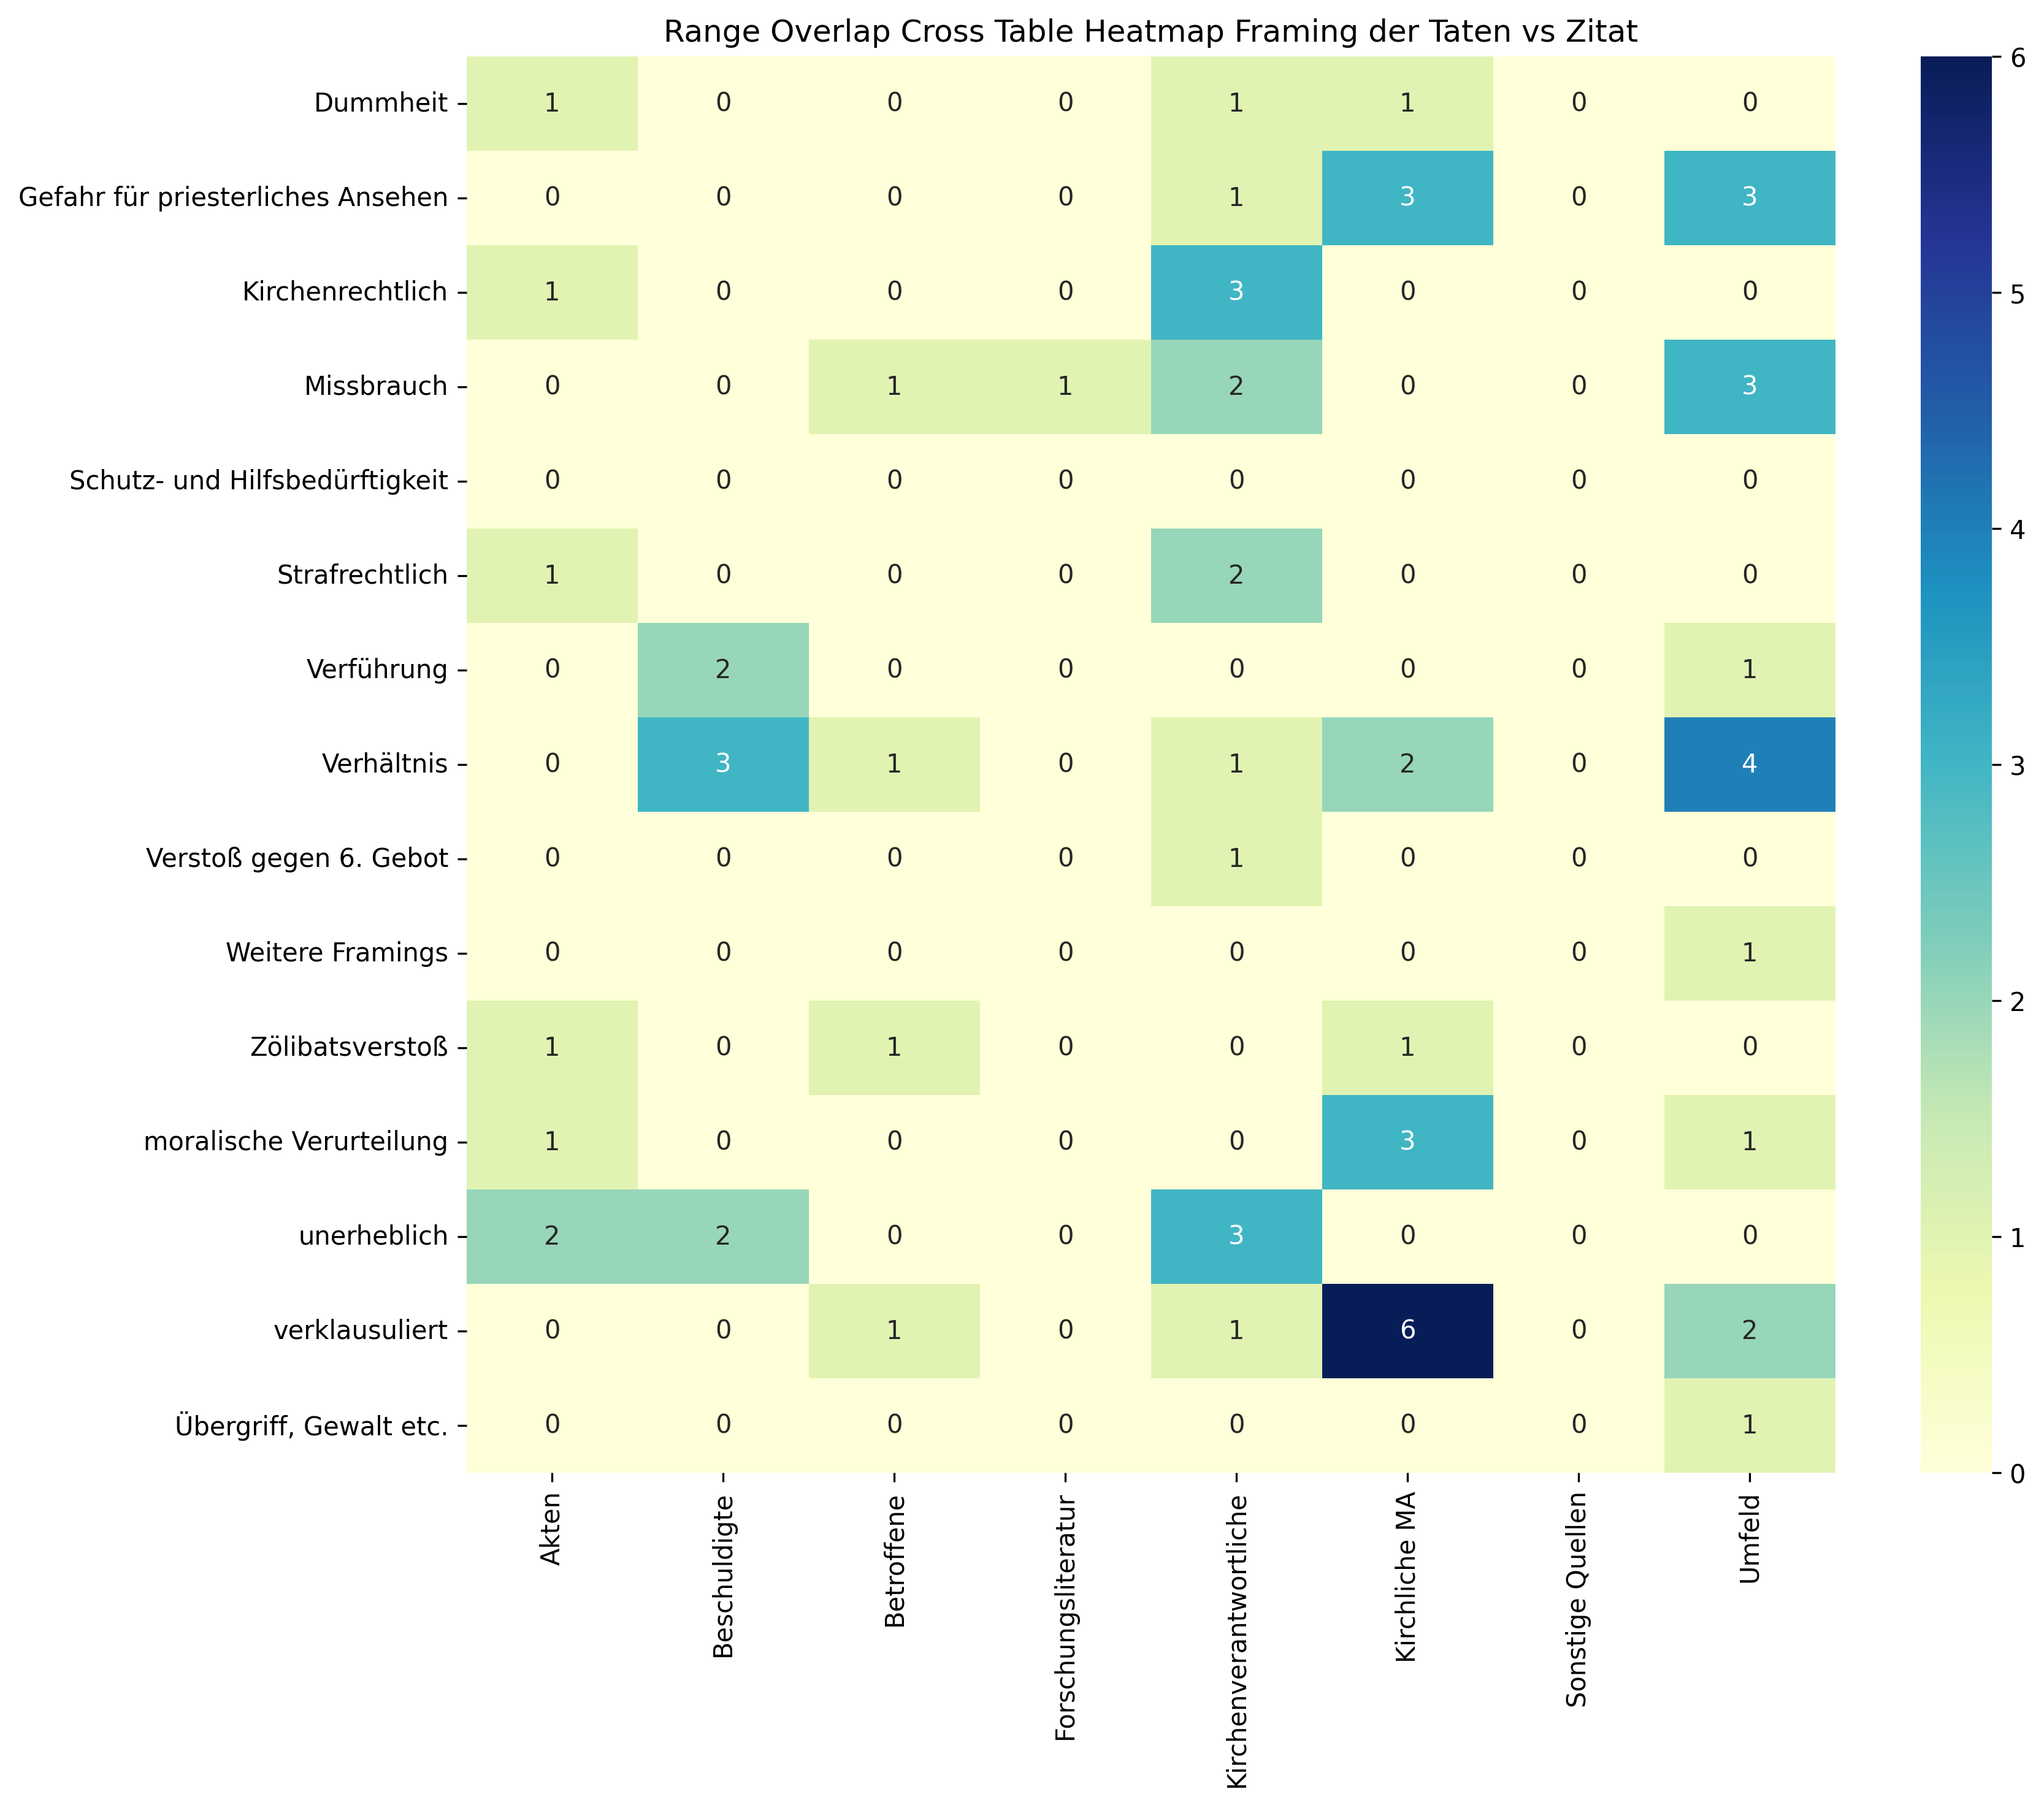 Range Overlap Cross Table Heatmap Framing der Taten vs Zitat
Dummheit 1 0 0 0 1 1 0 0
Gefahr für priesterliches Ansehen 0 0 0 0 1 3 0 3
Kirchenrechtlich 1 0 0 0 3 0 0 0
Missbrauch 0 0 1 1 2 0 0 3
Schutz- und Hilfsbedürftigkeit 0 0 0 0 0 0 0 0
Strafrechtlich 1 0 0 0 2 0 0 0
Verführung 0 2 0 0 0 0 0 1
Verhältnis 0 3 1 0 1 2 0 4
Verstoß gegen 6. Gebot 0 0 0 0 1 0 0 0
Weitere Framings 0 0 0 0 0 0 0 1
Zölibatsverstoß 1 0 1 0 0 1 0 0
moralische Verurteilung 1 0 0 0 0 3 0 1
unerheblich 2 2 0 0 3 0 0 0
verklausuliert 0 0 1 0 1 6 0 2
Übergriff, Gewalt etc. 0 0 0 0 0 0 0 1
Akten
Beschuldigte
Betroffene
Forschungsliteratur
Kirchenverantwortliche
Kirchliche MA
Sonstige Quellen
Umfeld
6
5
4
3
2
1
0